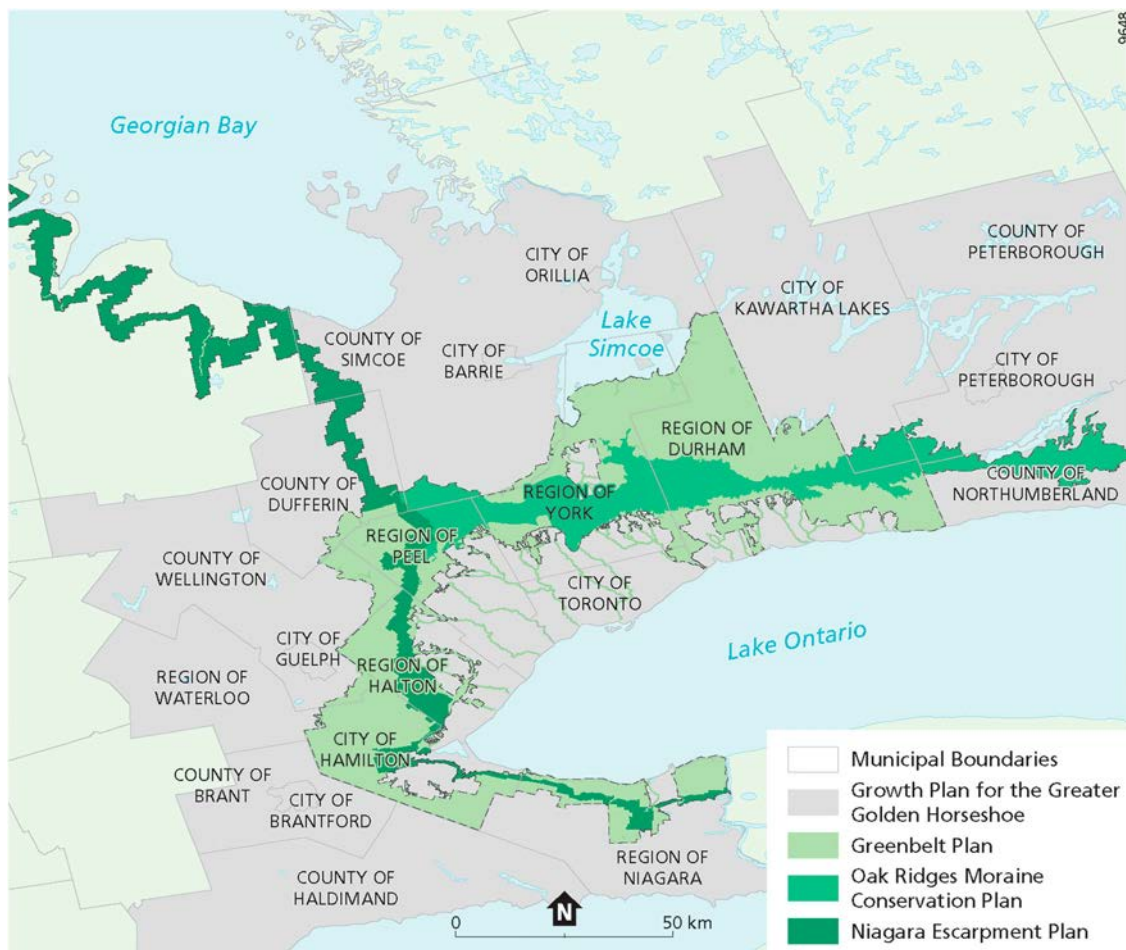 9648
Georgian Bay
COUNTY OF
PETERBOROUGH
CITY OF
ORILLIA
CITY OF
KAWARTHA LAKES
Lake
Simcoe
COUNTY OF
SIMCOE
CITY OF
BARRIE
CITY OF
PETERBOROUGH
REGION OF
DURHAM
COUNTY OF
DUFFERIN
REGION OF
YORK
COUNTY OF
NORTHUMBERLAND
REGION OF
PEEL
COUNTY OF
WELLINGTON
CITY OF
TORONTO
CITY OF
GUELPH
Lake Ontario
REGION OF
WATERLOO
REGION OF
HALTON
CITY OF
HAMILTON
COUNTY OF
BRANT
CITY OF
BRANTFORD
REGION OF
NIAGARA
COUNTY OF
HALDIMAND
N
0 50 km
Municipal Boundaries
Growth Plan for the Greater
Golden Horseshoe
Greenbelt Plan
Oak Ridges Moraine
Conservation Plan
Niagara Escarpment Plan